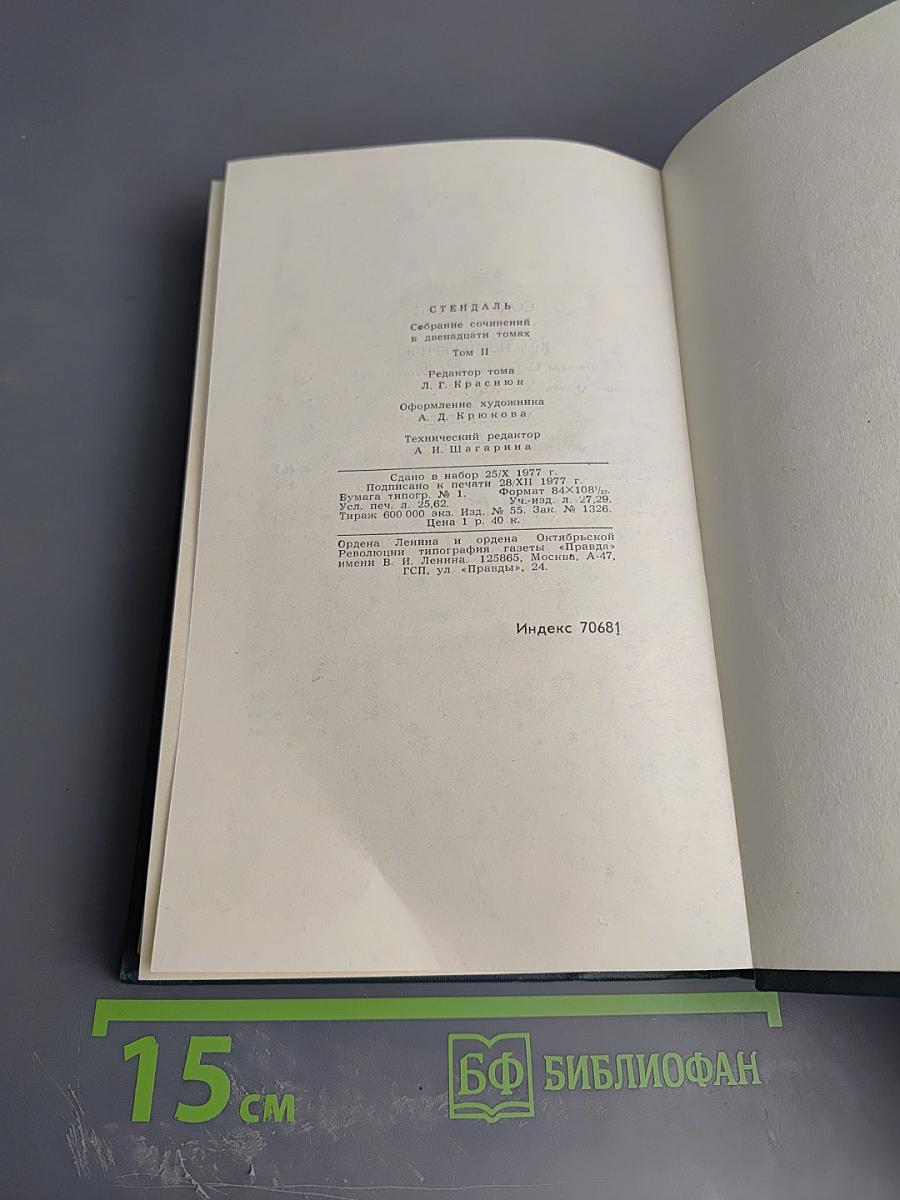 СТЕНДАЛЬ
Собрание сочинений
в двенадцати томах
Том II
Редактор тома
Л. Г. Краснюк
Оформление художника
А. Д. Крюкова
Технический редактор
А. И. Шагарина
Сдано в набор 25/X 1977 г.
Подписано к печати 28/XII 1977 г.
Бумага типогр. № 1. Формат 84×108¹/₃₂.
Усл. печ. л. 25,62. Уч.-изд. л. 27,29.
Тираж 600 000 экз. Изд. № 55. Зак. № 1326.
Цена 1 р. 40 к.
Ордена Ленина и ордена Октябрьской
Революции типография газеты «Правда»
имени В. И. Ленина. 125865, Москва, А-47,
ГСП, ул. «Правды», 24.
Индекс 70681
15 см
БФ БИБЛИОФАН